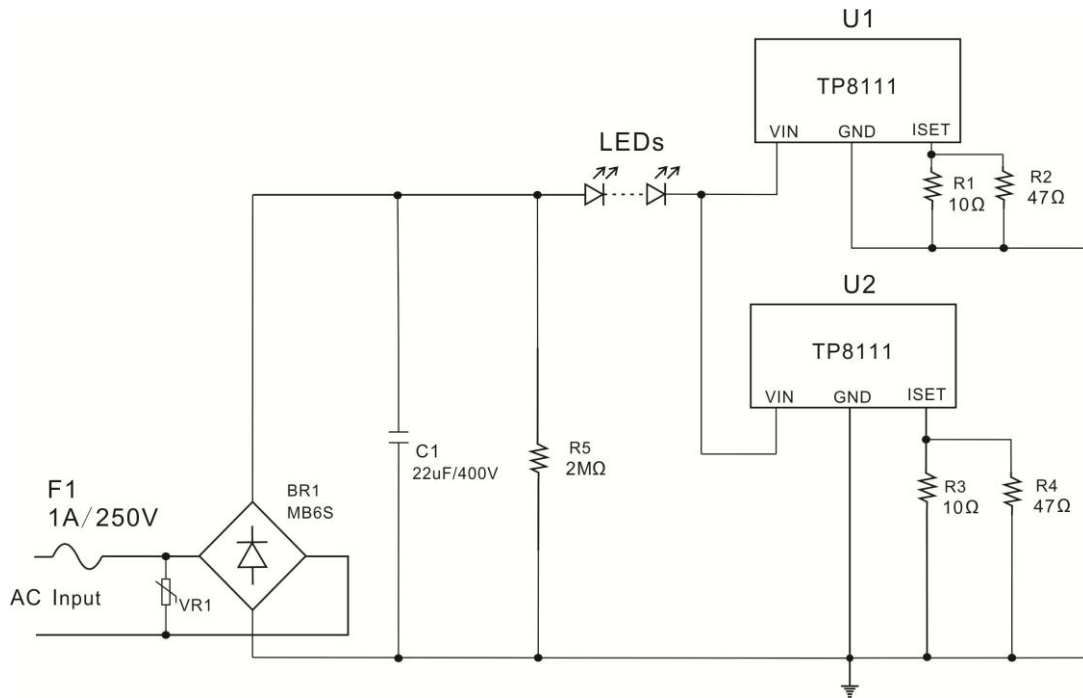 U1
TP8111
VIN GND ISET
LEDs
R1
10Ω
R2
47Ω
U2
TP8111
VIN GND ISET
C1
22uF/400V
R5
2MΩ
R3
10Ω
R4
47Ω
F1
1A/250V
BR1
MB6S
AC Input
VR1